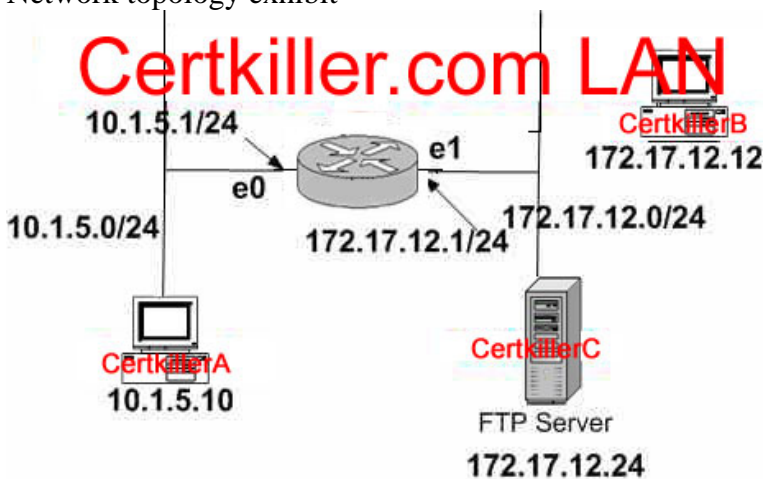 Network topology exhibit
Certkiller.com LAN
CertkillerB
172.17.12.12
10.1.5.1/24
e0
e1
10.1.5.0/24
172.17.12.1/24
172.17.12.0/24
CertkillerA
10.1.5.10
CertkillerC
FTP Server
172.17.12.24